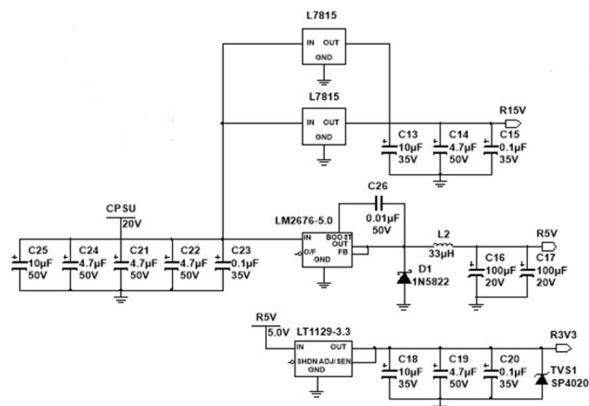 L7815
IN OUT
GND
L7815
IN OUT
GND
R15V
C13
10µF
35V
C14
4.7µF
50V
C15
0.1µF
35V
CPSU
20V
C25
10µF
50V
C24
4.7µF
50V
C21
4.7µF
50V
C22
4.7µF
50V
C23
0.1µF
35V
C26
0.01µF
50V
LM2676-5.0
IN
BOOST
OUT
O/F
FB
GND
D1
1N5822
L2
33µH
R5V
C16
100µF
20V
C17
100µF
20V
R5V
5.0V
LT1129-3.3
IN OUT
SHDN ADJ/SEN
GND
R3V3
C18
10µF
35V
C19
4.7µF
50V
C20
0.1µF
35V
TVS1
SP4020